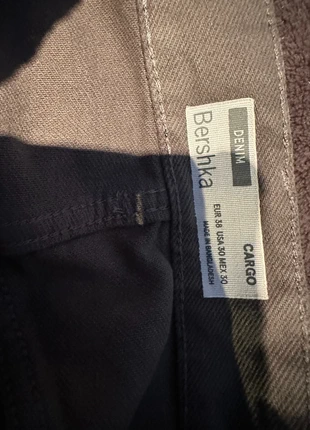 DENIM
Bershka
CARGO
EUR 38 USA 30 MEX 30
MADE IN BANGLADESH